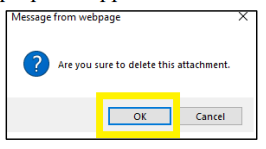 Message from webpage
Are you sure to delete this attachment.
OK
Cancel